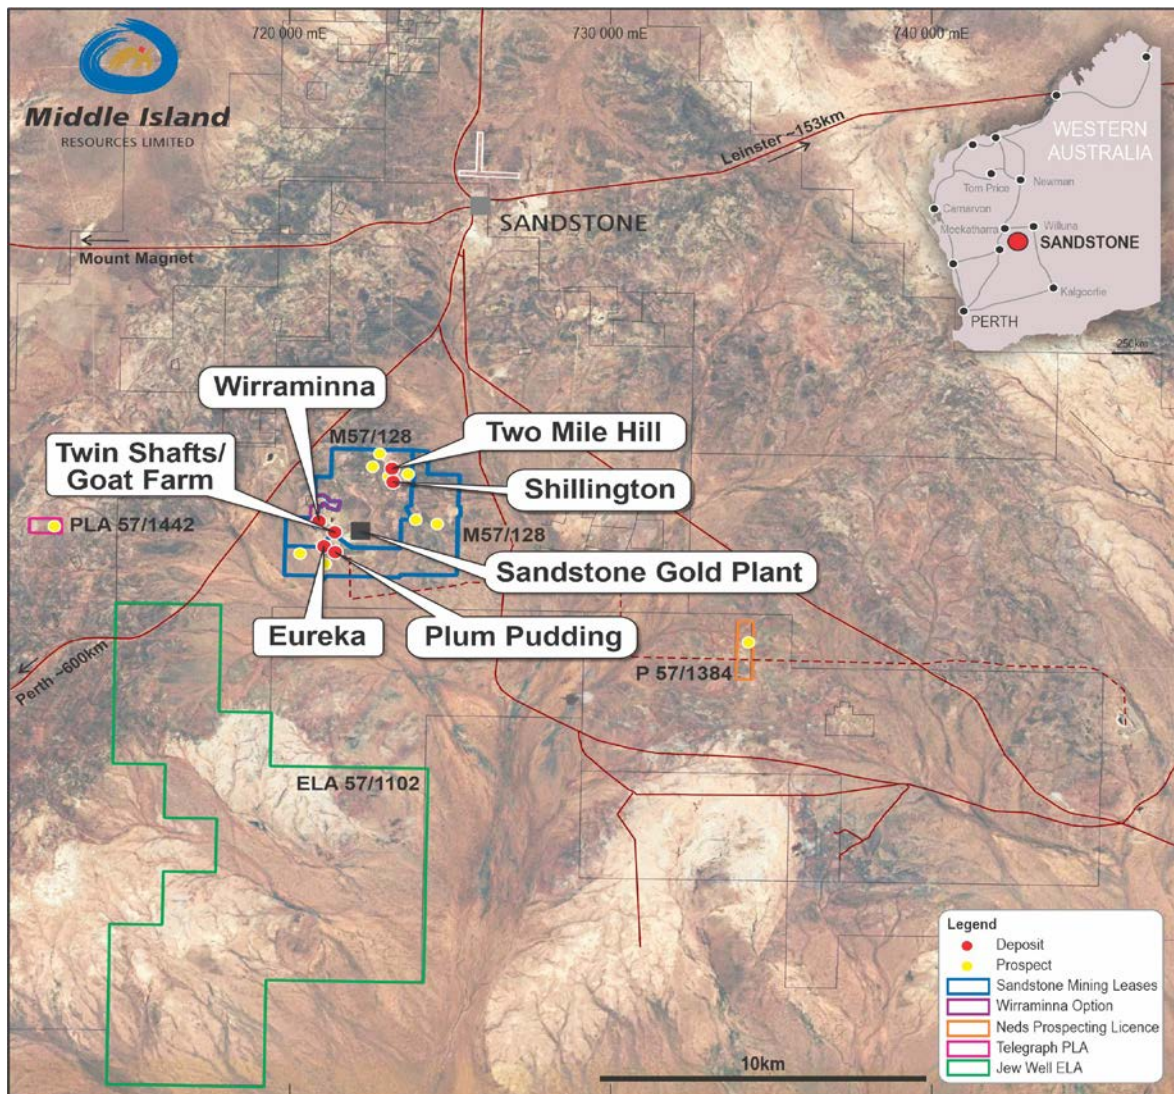 720 000 mE
730 000 mE
740 000 mE
Middle Island
RESOURCES LIMITED
Leinster ~153km
SANDSTONE
Mount Magnet
WESTERN
AUSTRALIA
Tom Price
Newman
Carnarvon
Meekatharra
Wiluna
SANDSTONE
Kalgoorlie
PERTH
250km
Wirraminna
M57/128
Two Mile Hill
Twin Shafts/
Goat Farm
Shillington
PLA 57/1442
M57/128
Sandstone Gold Plant
Eureka
Plum Pudding
Perth ~600km
P 57/1384
ELA 57/1102
10km
Legend
Deposit
Prospect
Sandstone Mining Leases
Wirraminna Option
Neds Prospecting Licence
Telegraph PLA
Jew Well ELA